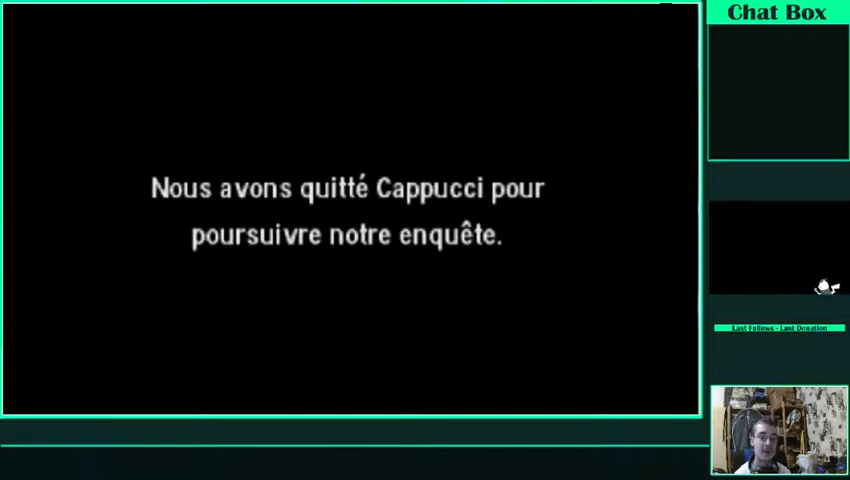 Chat Box
Nous avons quitté Cappucci pour
poursuivre notre enquête.
Last Follows - Last Donation